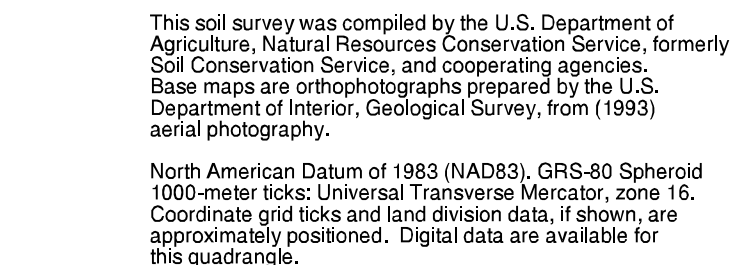 This soil survey was compiled by the U.S. Department of
Agriculture, Natural Resources Conservation Service, formerly
Soil Conservation Service, and cooperating agencies.
Base maps are orthophotographs prepared by the U.S.
Department of Interior, Geological Survey, from (1993)
aerial photography.
North American Datum of 1983 (NAD83). GRS-80 Spheroid
1000-meter ticks: Universal Transverse Mercator, zone 16.
Coordinate grid ticks and land division data, if shown, are
approximately positioned.  Digital data are available for
this quadrangle.